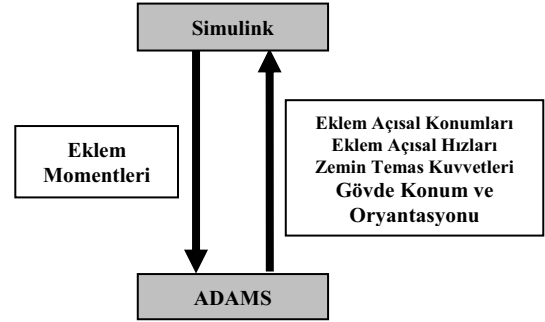 Simulink
Eklem
Momentleri
Eklem Açısal Konumları
Eklem Açısal Hızları
Zemin Temas Kuvvetleri
Gövde Konum ve
Oryantasyonu
ADAMS